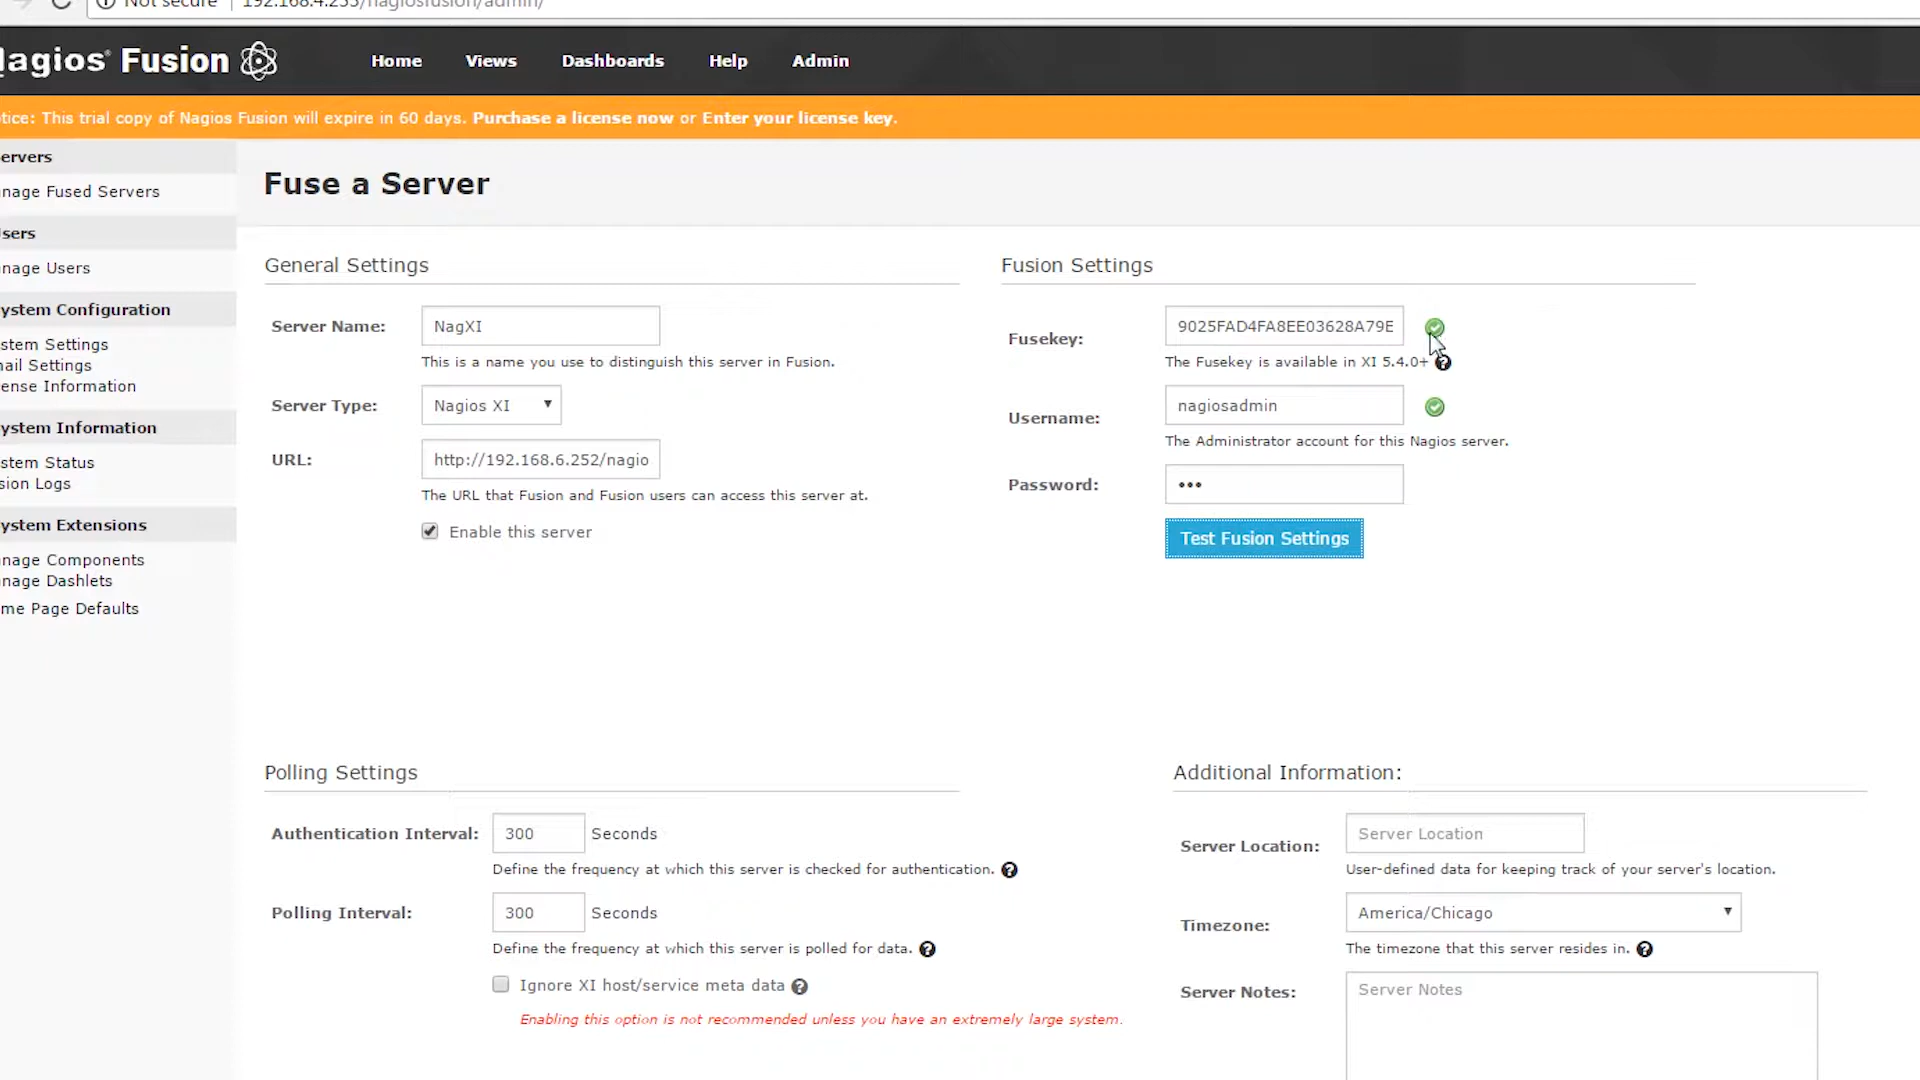 Not secure | 192.168.4.255/nagiosfusion/admin/
Nagios® Fusion
Home
Views
Dashboards
Help
Admin
tice: This trial copy of Nagios Fusion will expire in 60 days. Purchase a license now or Enter your license key.
ervers
nage Fused Servers
sers
nage Users
ystem Configuration
stem Settings
ail Settings
ense Information
ystem Information
stem Status
sion Logs
ystem Extensions
nage Components
nage Dashlets
me Page Defaults
Fuse a Server
General Settings
Server Name: NagXI
This is a name you use to distinguish this server in Fusion.
Server Type: Nagios XI
URL: http://192.168.6.252/nagio
The URL that Fusion and Fusion users can access this server at.
Enable this server
Fusion Settings
Fusekey: 9025FAD4FA8EE03628A79E
The Fusekey is available in XI 5.4.0+
Username: nagiosadmin
The Administrator account for this Nagios server.
Password: •••
Test Fusion Settings
Polling Settings
Authentication Interval: 300 Seconds
Define the frequency at which this server is checked for authentication.
Polling Interval: 300 Seconds
Define the frequency at which this server is polled for data.
Ignore XI host/service meta data
Enabling this option is not recommended unless you have an extremely large system.
Additional Information:
Server Location: Server Location
User-defined data for keeping track of your server's location.
Timezone: America/Chicago
The timezone that this server resides in.
Server Notes: Server Notes